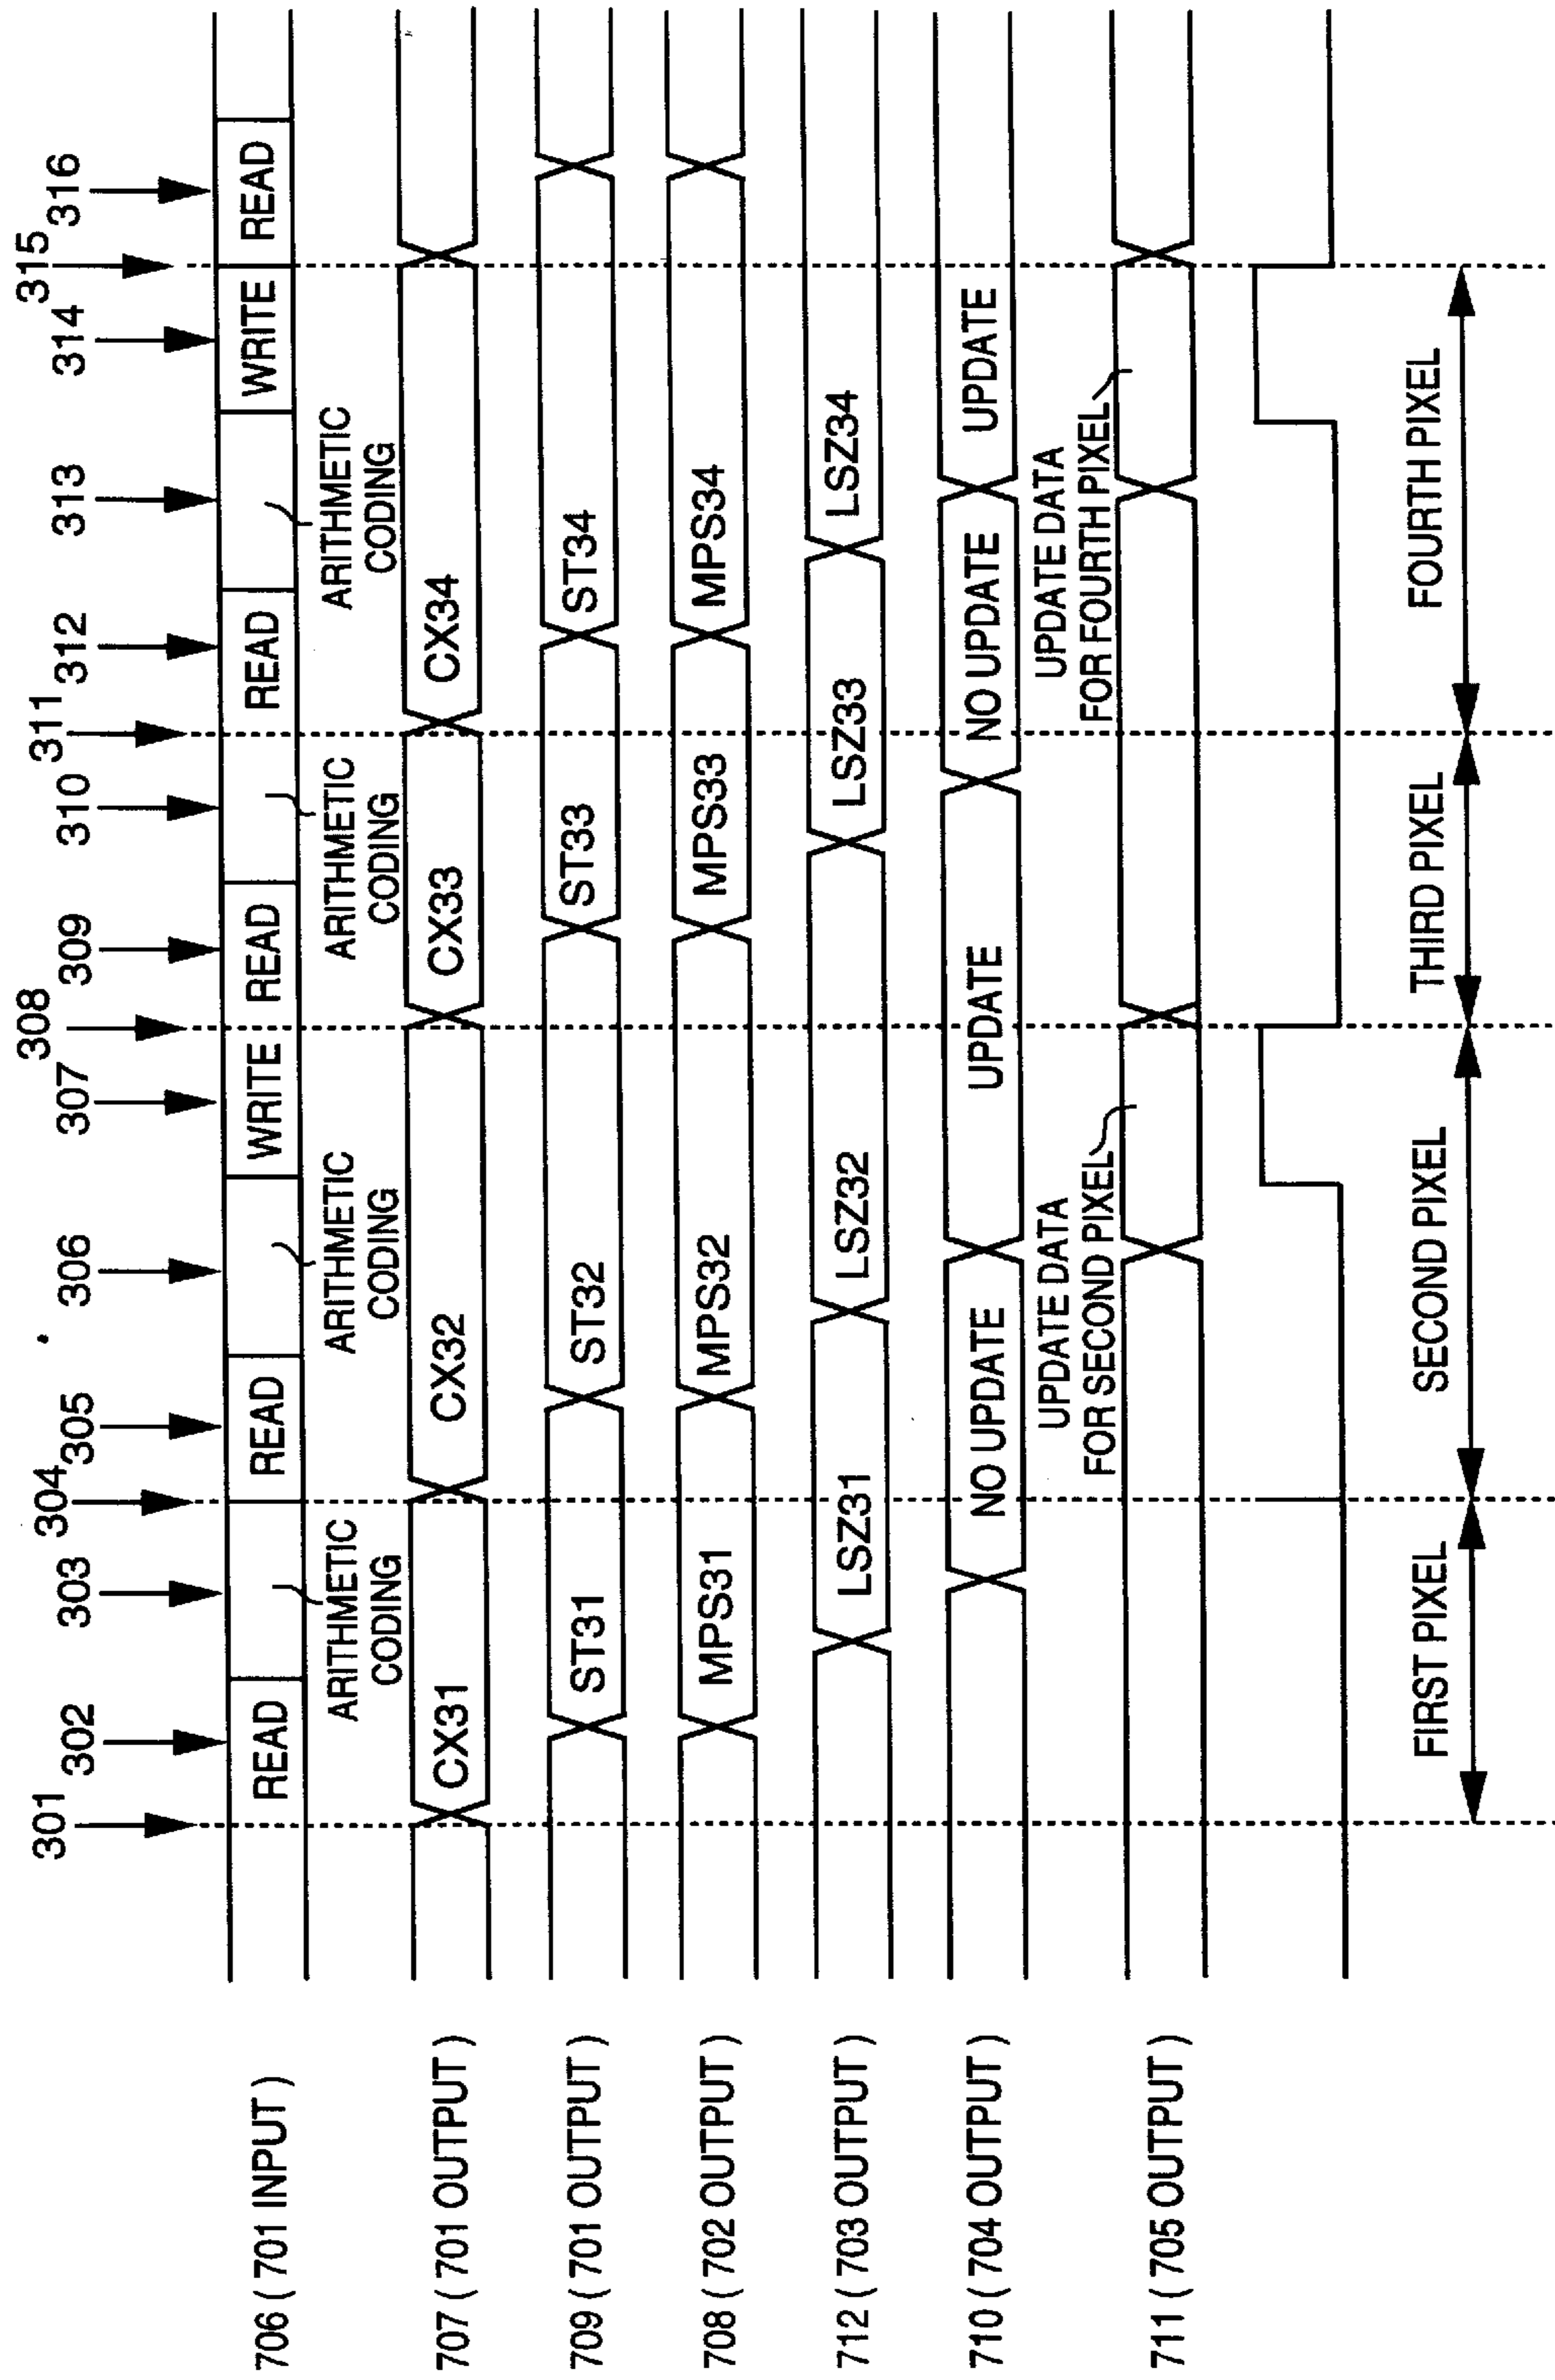 301 302 303 304 305 306 307 308 309 310 311 312 313 314 315 316
706 ( 701 INPUT ) READ READ WRITE READ READ WRITE READ
ARITHMETIC CODING
ARITHMETIC CODING
ARITHMETIC CODING
ARITHMETIC CODING
707 ( 701 OUTPUT ) CX31 CX32 CX33 CX34
709 ( 701 OUTPUT ) ST31 ST32 ST33 ST34
708 ( 702 OUTPUT ) MPS31 MPS32 MPS33 MPS34
712 ( 703 OUTPUT ) LSZ31 LSZ32 LSZ33 LSZ34
710 ( 704 OUTPUT ) NO UPDATE UPDATE NO UPDATE UPDATE
UPDATE DATA
FOR SECOND PIXEL
UPDATE DATA
FOR FOURTH PIXEL
711 ( 705 OUTPUT )
FIRST PIXEL SECOND PIXEL THIRD PIXEL FOURTH PIXEL